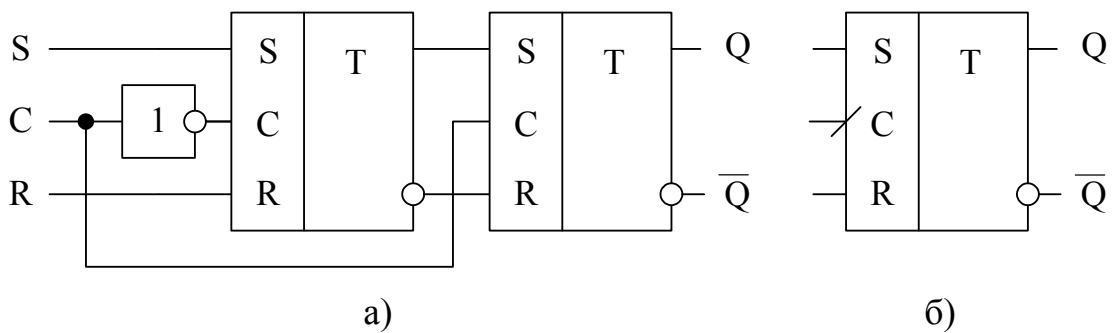 S S T S T Q S T Q
C 1 C C C
R R R Q R Q
а) б)